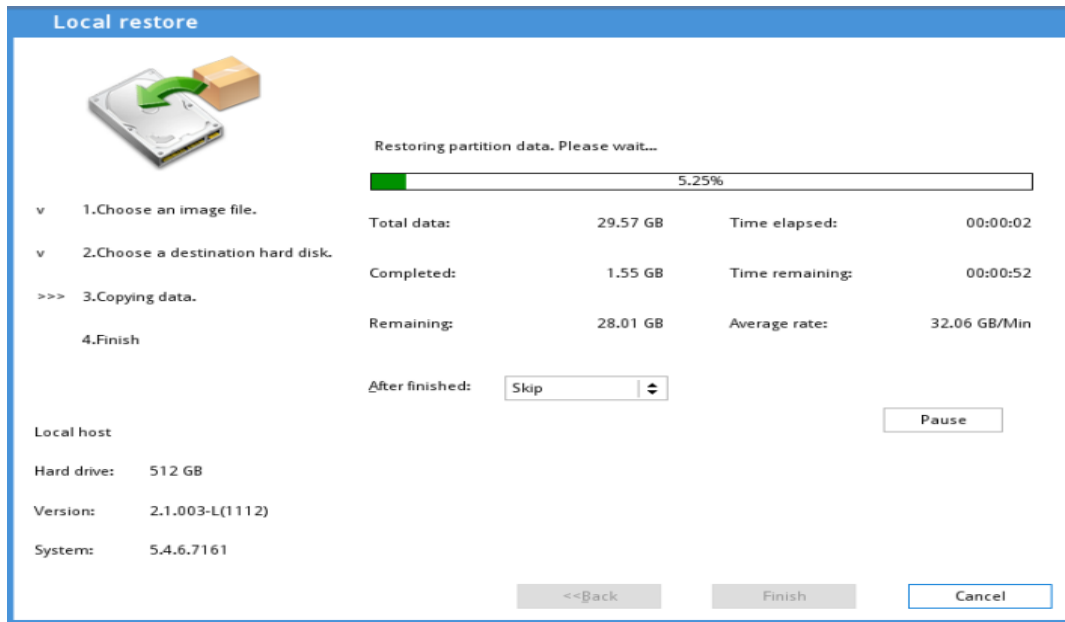 Local restore
Restoring partition data. Please wait...
5.25%
v 1.Choose an image file.
v 2.Choose a destination hard disk.
>>> 3.Copying data.
4.Finish
Total data: 29.57 GB Time elapsed: 00:00:02
Completed: 1.55 GB Time remaining: 00:00:52
Remaining: 28.01 GB Average rate: 32.06 GB/Min
After finished: Skip
Pause
Local host
Hard drive: 512 GB
Version: 2.1.003-L(1112)
System: 5.4.6.7161
<<Back Finish Cancel